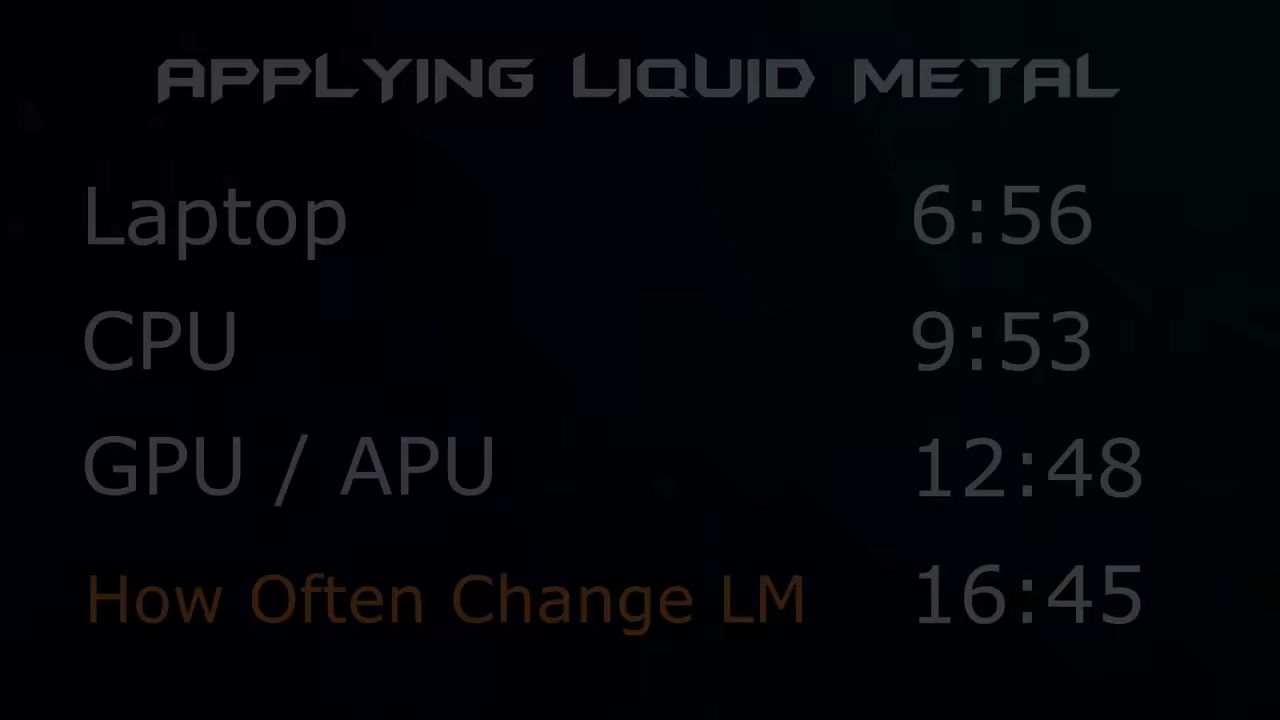 APPLYING LIQUID METAL
Laptop 6:56
CPU 9:53
GPU / APU 12:48
How Often Change LM 16:45